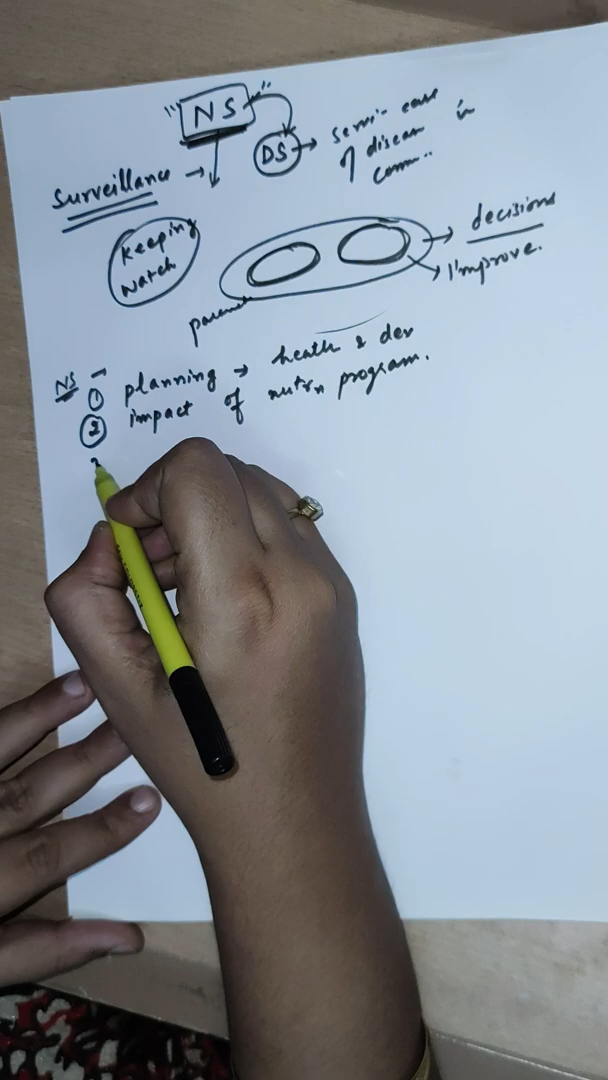 "NS"
DS → servi- care
of disease in
comm..
Surveillance →
keeping
watch
→ decisions
→ Improve.
NS -
① planning → heath & dev
② impact of nutrn program.